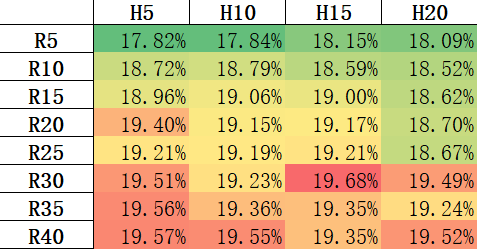 H5 H10 H15 H20
R5 17.82% 17.84% 18.15% 18.09%
R10 18.72% 18.79% 18.59% 18.52%
R15 18.96% 19.06% 19.00% 18.62%
R20 19.40% 19.15% 19.17% 18.70%
R25 19.21% 19.19% 19.21% 18.67%
R30 19.51% 19.23% 19.68% 19.49%
R35 19.56% 19.36% 19.35% 19.24%
R40 19.57% 19.55% 19.35% 19.52%